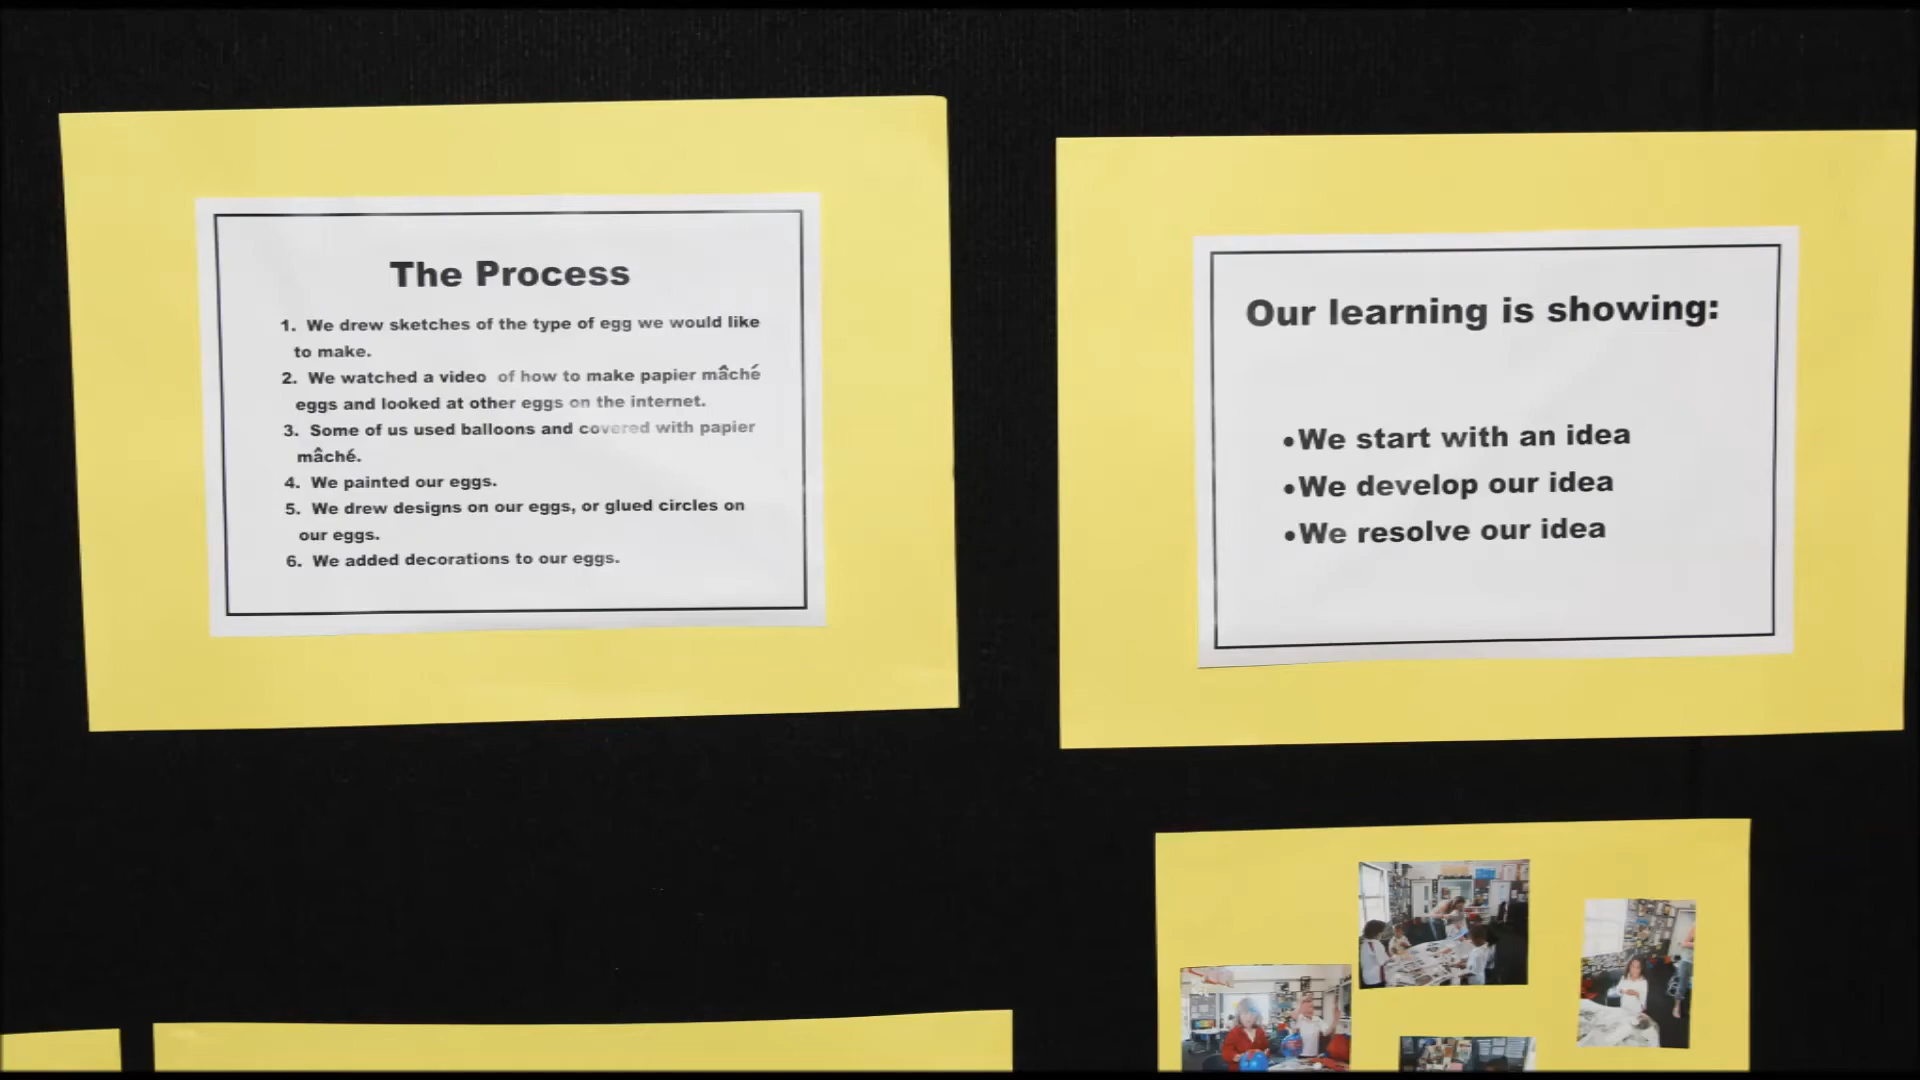 The Process
1. We drew sketches of the type of egg we would like
to make.
2. We watched a video of how to make papier mâché
eggs and looked at other eggs on the internet.
3. Some of us used balloons and covered with papier
mâché.
4. We painted our eggs.
5. We drew designs on our eggs, or glued circles on
our eggs.
6. We added decorations to our eggs.
Our learning is showing:
•We start with an idea
•We develop our idea
•We resolve our idea